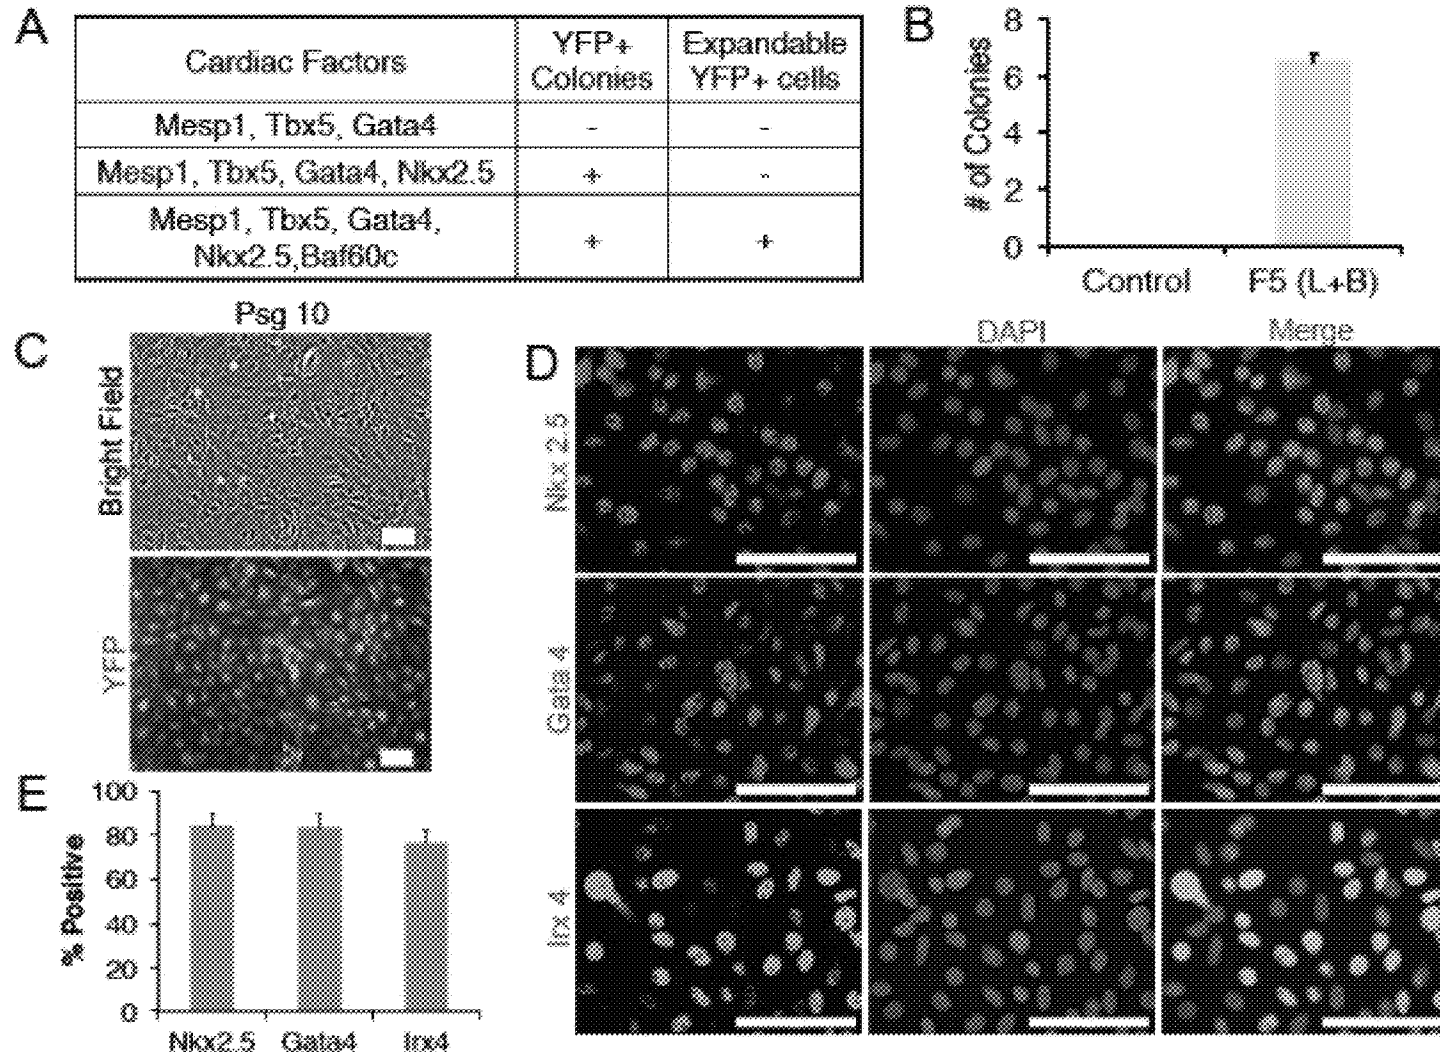 A
Cardiac Factors
YFP+
Colonies
Expandable
YFP+ cells
Mesp1, Tbx5, Gata4
-
-
Mesp1, Tbx5, Gata4, Nkx2.5
+
-
Mesp1, Tbx5, Gata4,
Nkx2.5,Baf60c
+
+
B
# of Colonies
8
6
4
2
0
Control
F5 (L+B)
C
Psg 10
Bright Field
YFP
D
DAPI
Merge
Nkx 2.5
Gata 4
Irx 4
E
% Positive
100
80
60
40
20
0
Nkx2.5
Gata4
Irx4